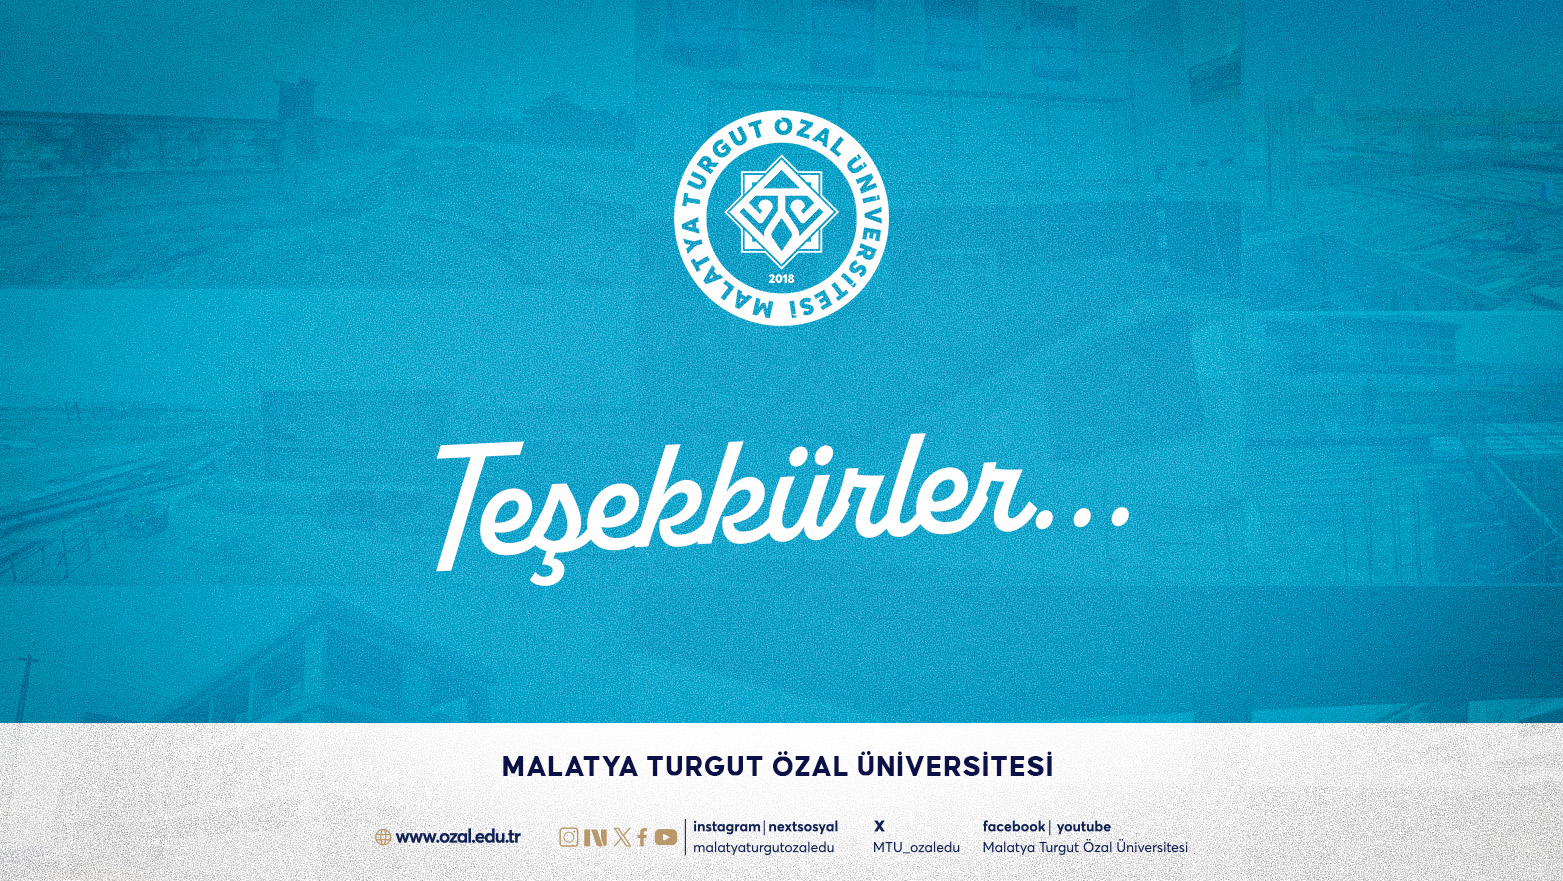 MALATYA TURGUT ÖZAL ÜNİVERSİTESİ
2018
Teşekkürler...
MALATYA TURGUT ÖZAL ÜNİVERSİTESİ
www.ozal.edu.tr
instagram | nextsosyal
malatyaturgutozaledu
X
MTU_ozaledu
facebook | youtube
Malatya Turgut Özal Üniversitesi